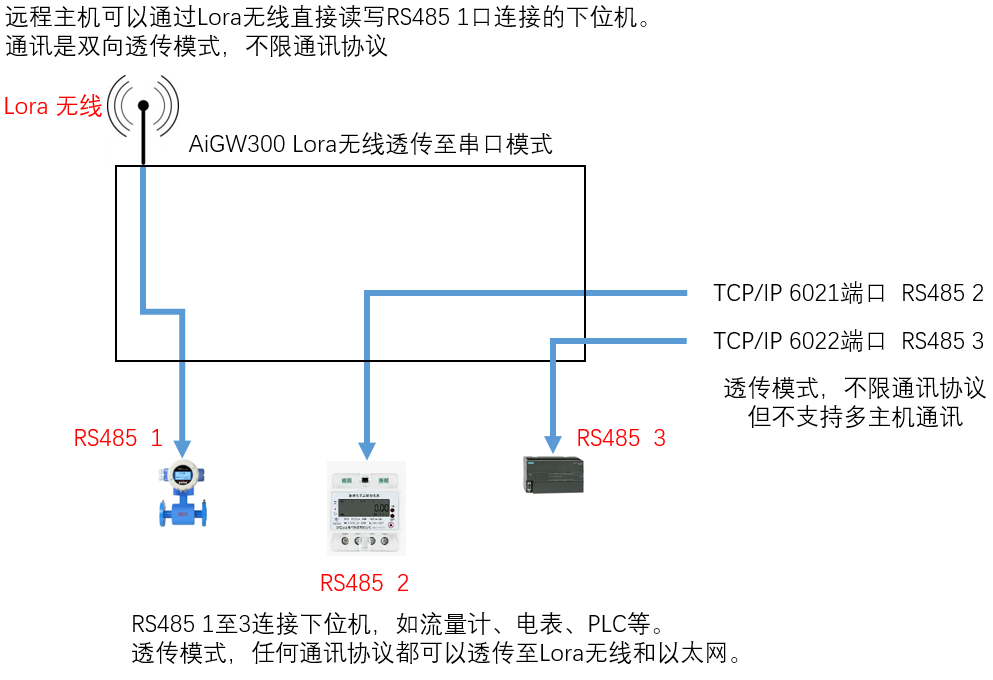 远程主机可以通过Lora无线直接读写RS485 1口连接的下位机。
通讯是双向透传模式，不限通讯协议
Lora 无线
AiGW300 Lora无线透传至串口模式
TCP/IP 6021端口 RS485 2
TCP/IP 6022端口 RS485 3
透传模式，不限通讯协议
但不支持多主机通讯
RS485 1
RS485 3
RS485 2
RS485 1至3连接下位机，如流量计、电表、PLC等。
透传模式，任何通讯协议都可以透传至Lora无线和以太网。